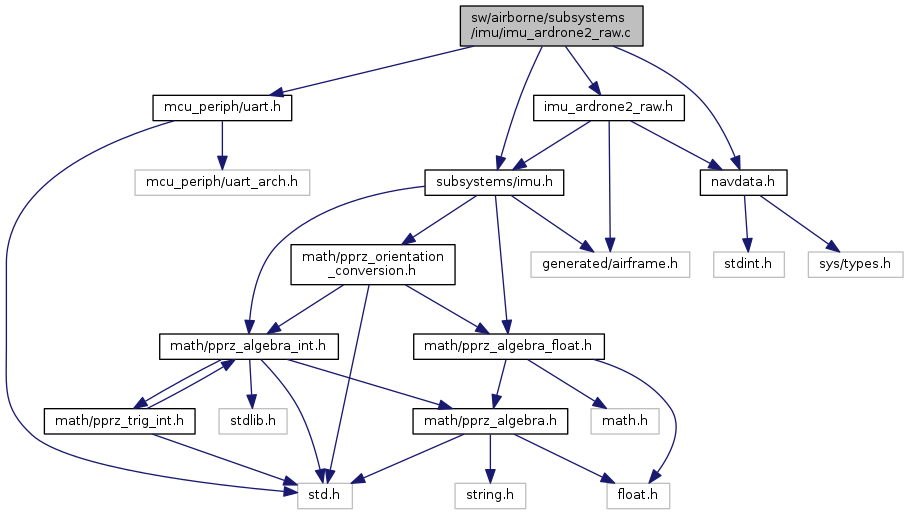 sw/airborne/subsystems
/imu/imu_ardrone2_raw.c
mcu_periph/uart.h
imu_ardrone2_raw.h
mcu_periph/uart_arch.h
subsystems/imu.h
navdata.h
math/pprz_orientation
_conversion.h
generated/airframe.h
stdint.h
sys/types.h
math/pprz_algebra_int.h
math/pprz_algebra_float.h
math/pprz_trig_int.h
stdlib.h
math/pprz_algebra.h
math.h
std.h
string.h
float.h